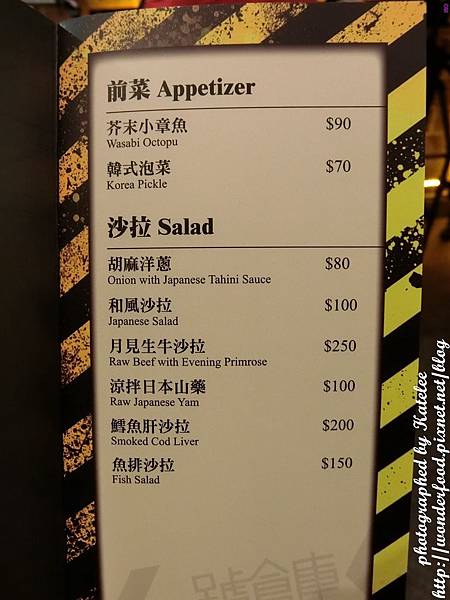 前菜 Appetizer
芥末小章魚 $90
Wasabi Octopu
韓式泡菜 $70
Korea Pickle
沙拉 Salad
胡麻洋蔥 $80
Onion with Japanese Tahini Sauce
和風沙拉 $100
Japanese Salad
月見生牛沙拉 $250
Raw Beef with Evening Primrose
涼拌日本山藥 $100
Raw Japanese Yam
鱈魚肝沙拉 $200
Smoked Cod Liver
魚排沙拉 $150
Fish Salad
號倉庫
photographed by Katelee
http://wonderfood.pixnet.net/blog